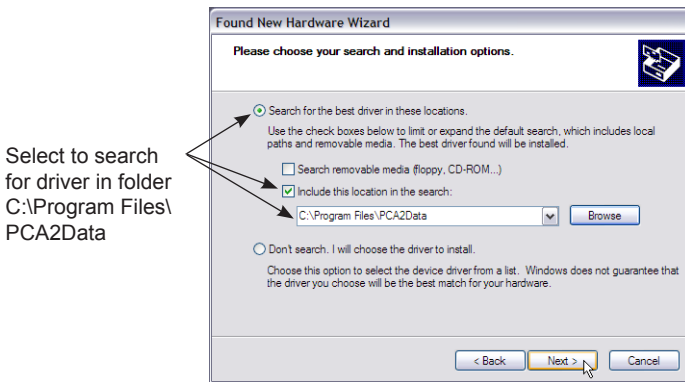 Found New Hardware Wizard
Please choose your search and installation options.
Search for the best driver in these locations.
Use the check boxes below to limit or expand the default search, which includes local
paths and removable media. The best driver found will be installed.
Search removable media (floppy, CD-ROM...)
Include this location in the search:
C:\Program Files\PCA2Data
Browse
Don't search. I will choose the driver to install.
Choose this option to select the device driver from a list. Windows does not guarantee that
the driver you choose will be the best match for your hardware.
< Back
Next >
Cancel
Select to search
for driver in folder
C:\Program Files\
PCA2Data